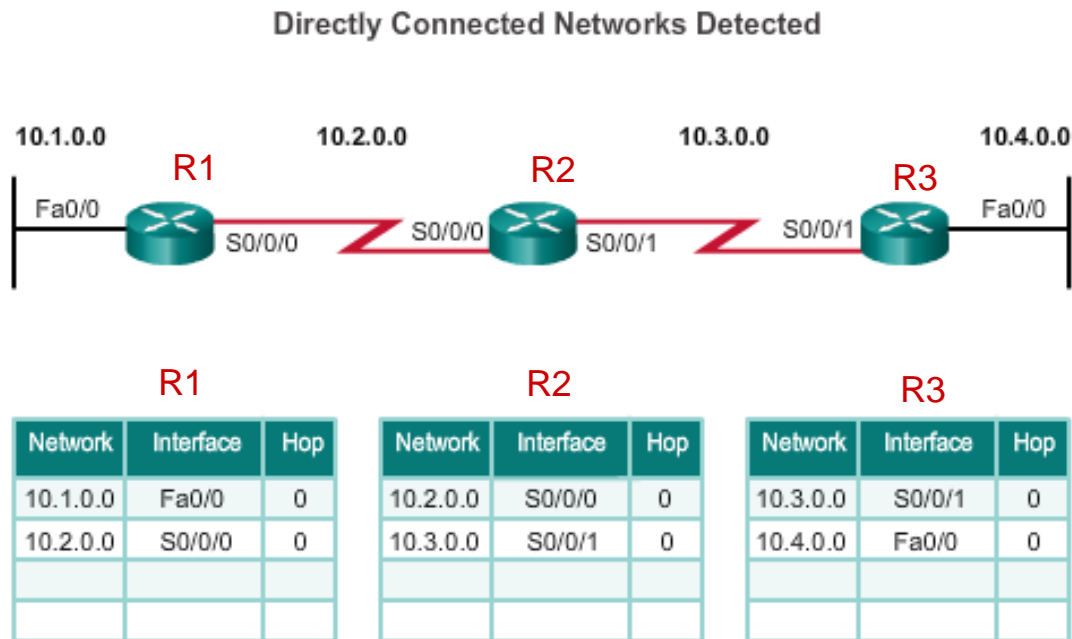 Directly Connected Networks Detected
10.1.0.0 10.2.0.0 10.3.0.0 10.4.0.0
R1 R2 R3
Fa0/0 S0/0/0 S0/0/0 S0/0/1 S0/0/1 Fa0/0
R1 R2 R3
Network Interface Hop Network Interface Hop Network Interface Hop
10.1.0.0 Fa0/0 0 10.2.0.0 S0/0/0 0 10.3.0.0 S0/0/1 0
10.2.0.0 S0/0/0 0 10.3.0.0 S0/0/1 0 10.4.0.0 Fa0/0 0